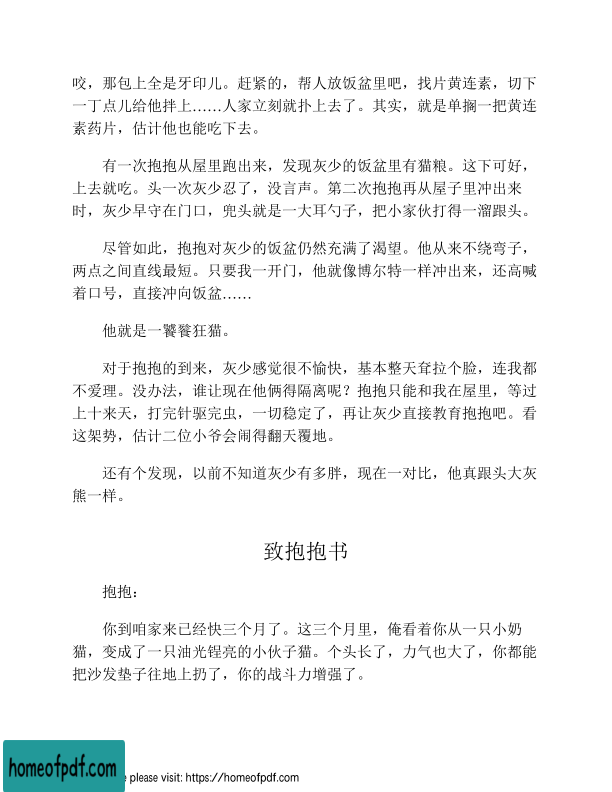 咬，那包上全是牙印儿。赶紧的，帮人放饭盆里吧，找片黄连素，切下
一丁点儿给他拌上……人家立刻就扑上去了。其实，就是单搁一把黄连
素药片，估计他也能吃下去。
有一次抱抱从屋里跑出来，发现灰少的饭盆里有猫粮。这下可好，
上去就吃。头一次灰少忍了，没言声。第二次抱抱再从屋子里冲出来
时，灰少早守在门口，兜头就是一大耳勺子，把小家伙打得一溜跟头。
尽管如此，抱抱对灰少的饭盆仍然充满了渴望。他从来不绕弯子，
两点之间直线最短。只要我一开门，他就像博尔特一样冲出来，还高喊
着口号，直接冲向饭盆……
他就是一饕餮狂猫。
对于抱抱的到来，灰少感觉很不愉快，基本整天耷拉个脸，连我都
不爱理。没办法，谁让现在他俩得隔离呢？抱抱只能和我在屋里，等过
上十来天，打完针驱完虫，一切稳定了，再让灰少直接教育抱抱吧。看
这架势，估计二位小爷会闹得翻天覆地。
还有个发现，以前不知道灰少有多胖，现在一对比，他真跟头大灰
熊一样。
致抱抱书
抱抱：
你到咱家来已经快三个月了。这三个月里，俺看着你从一只小奶
猫，变成了一只油光锃亮的小伙子猫。个头长了，力气也大了，你都能
把沙发垫子往地上扔了，你的战斗力增强了。
homeofpdf.com
e please visit: https://homeofpdf.com